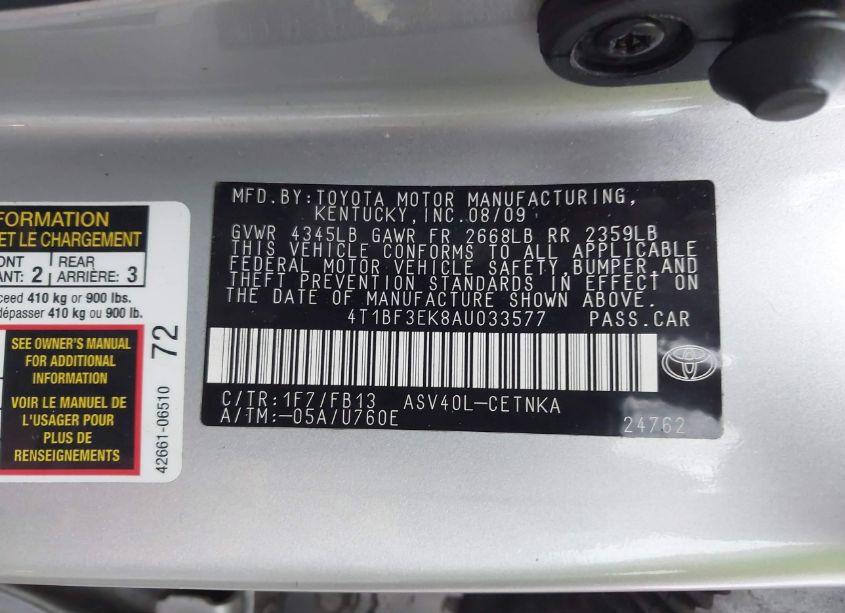 FORMATION
ET LE CHARGEMENT
ONT
ANT: 2
REAR
ARRIÈRE: 3
ceed 410 kg or 900 lbs.
dépasser 410 kg ou 900 lb.
SEE OWNER'S MANUAL
FOR ADDITIONAL
INFORMATION
VOIR LE MANUEL DE
L'USAGER POUR
PLUS DE
RENSEIGNEMENTS
42661-06510 72
MFD.BY:TOYOTA MOTOR MANUFACTURING,
KENTUCKY,INC.08/09
GVWR 4345LB GAWR FR 2668LB RR 2359LB
THIS VEHICLE CONFORMS TO ALL APPLICABLE
FEDERAL MOTOR VEHICLE SAFETY,BUMPER,AND
THEFT PREVENTION STANDARDS IN EFFECT ON
THE DATE OF MANUFACTURE SHOWN ABOVE.
4T1BF3EK8AU033577 PASS.CAR
C/TR:1F7/FB13 ASV40L-CETNKA
A/TM:-05A/U760E 24762